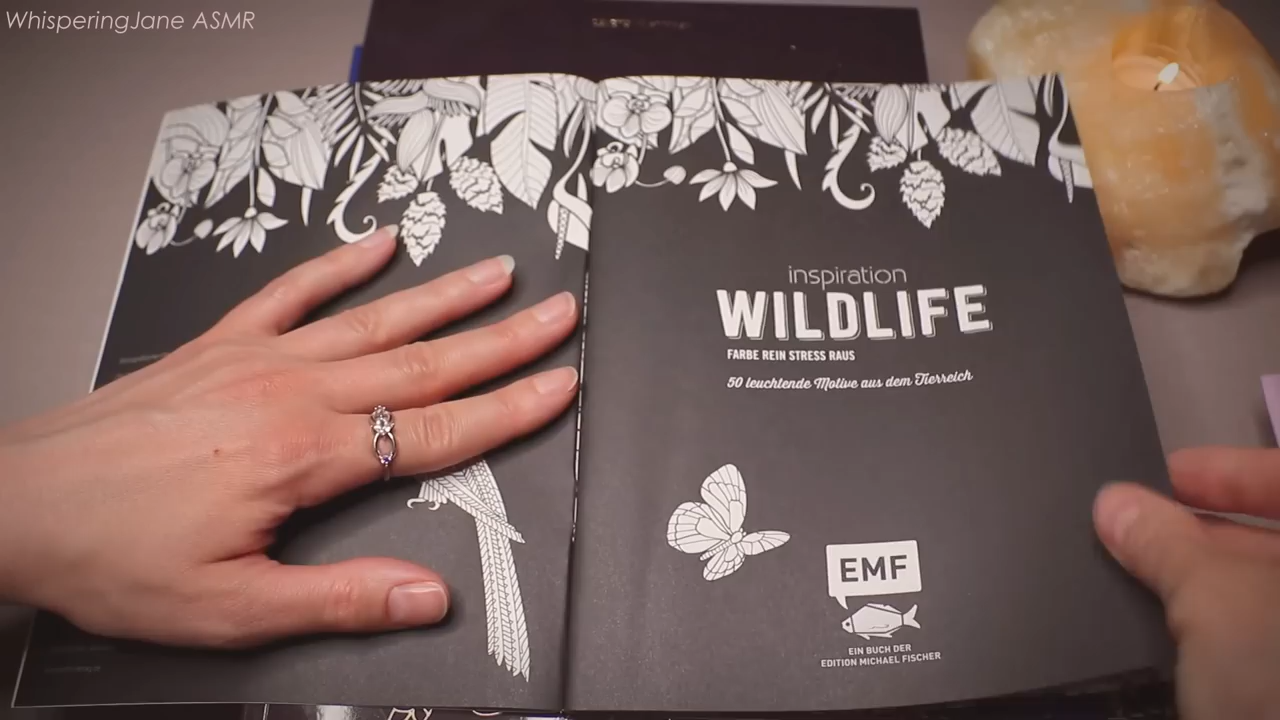 WhisperingJane ASMR
inspiration
WILDLIFE
FARBE REIN STRESS RAUS
50 leuchtende Motive aus dem Tierreich
EMF
EIN BUCH DER
EDITION MICHAEL FISCHER